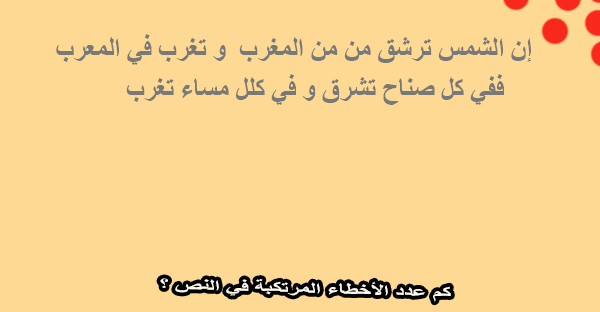 إن الشمس ترشق من من المغرب و تغرب في المعرب
ففي كل صناح تشرق و في كلل مساء تغرب
كم عدد الأخطاء المرتكبة في النص ؟